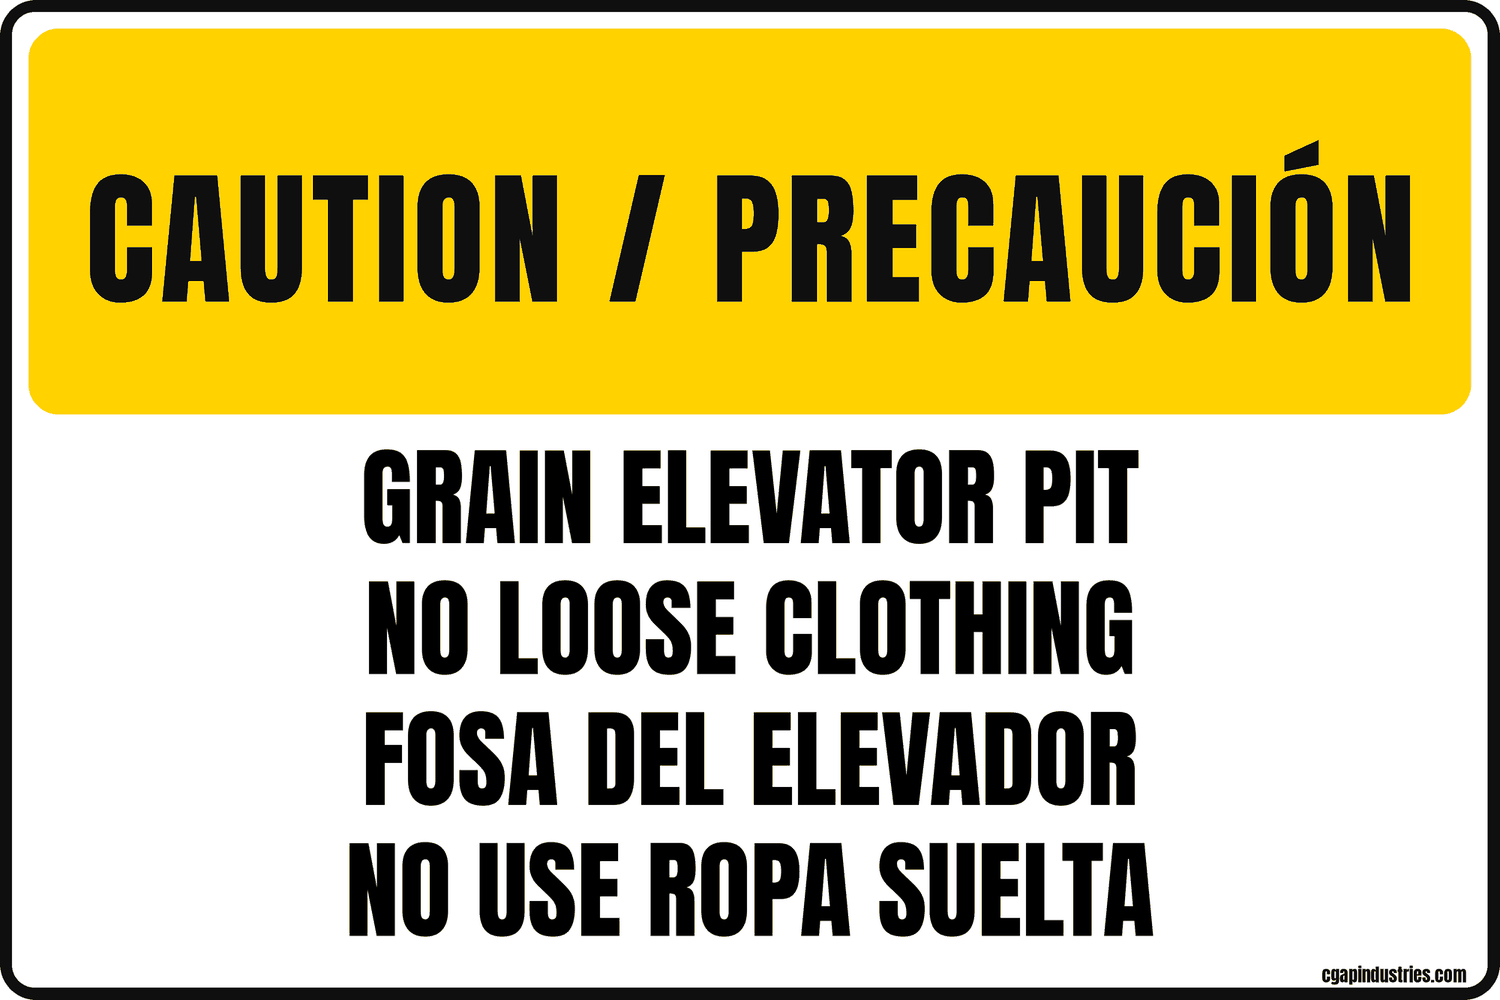 CAUTION / PRECAUCIÓN
GRAIN ELEVATOR PIT
NO LOOSE CLOTHING
FOSA DEL ELEVADOR
NO USE ROPA SUELTA
cgapindustries.com